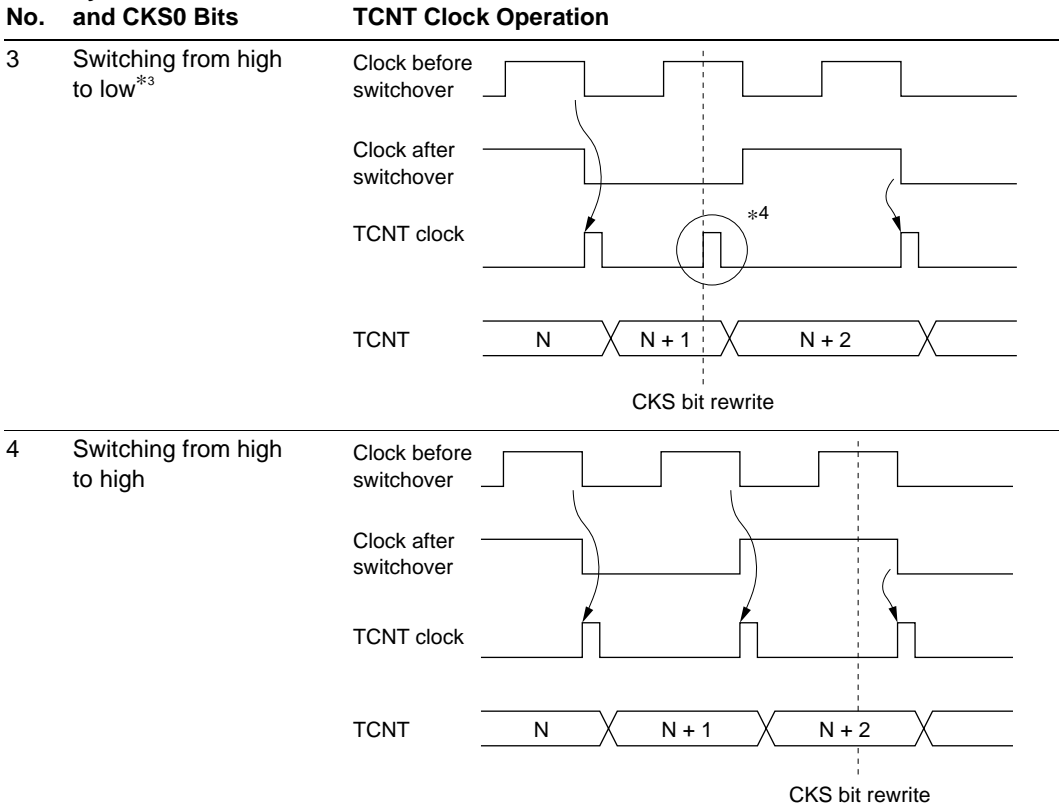 No. and CKS0 Bits TCNT Clock Operation
3 Switching from high to low*3
Clock before switchover
Clock after switchover
*4
TCNT clock
TCNT N N + 1 N + 2
CKS bit rewrite
4 Switching from high to high
Clock before switchover
Clock after switchover
TCNT clock
TCNT N N + 1 N + 2
CKS bit rewrite